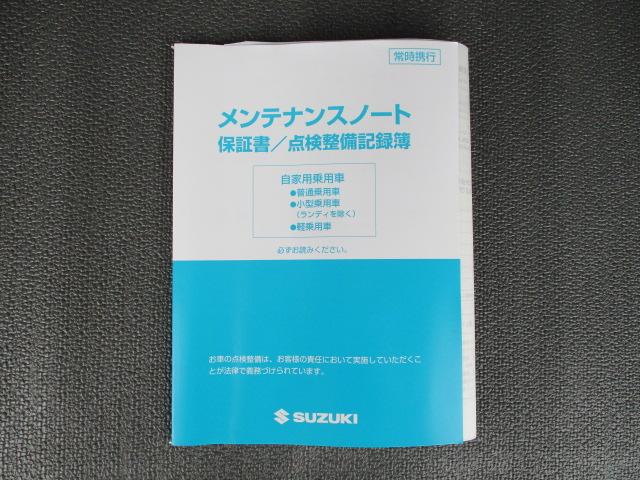 常時携行
メンテナンスノート
保証書/点検整備記録簿
自家用乗用車
●普通乗用車
●小型乗用車
(ランディを除く)
●軽乗用車
必ずお読みください。
お車の点検整備は、お客様の責任において実施していただくこ
とが法律で義務づけられています。
SUZUKI